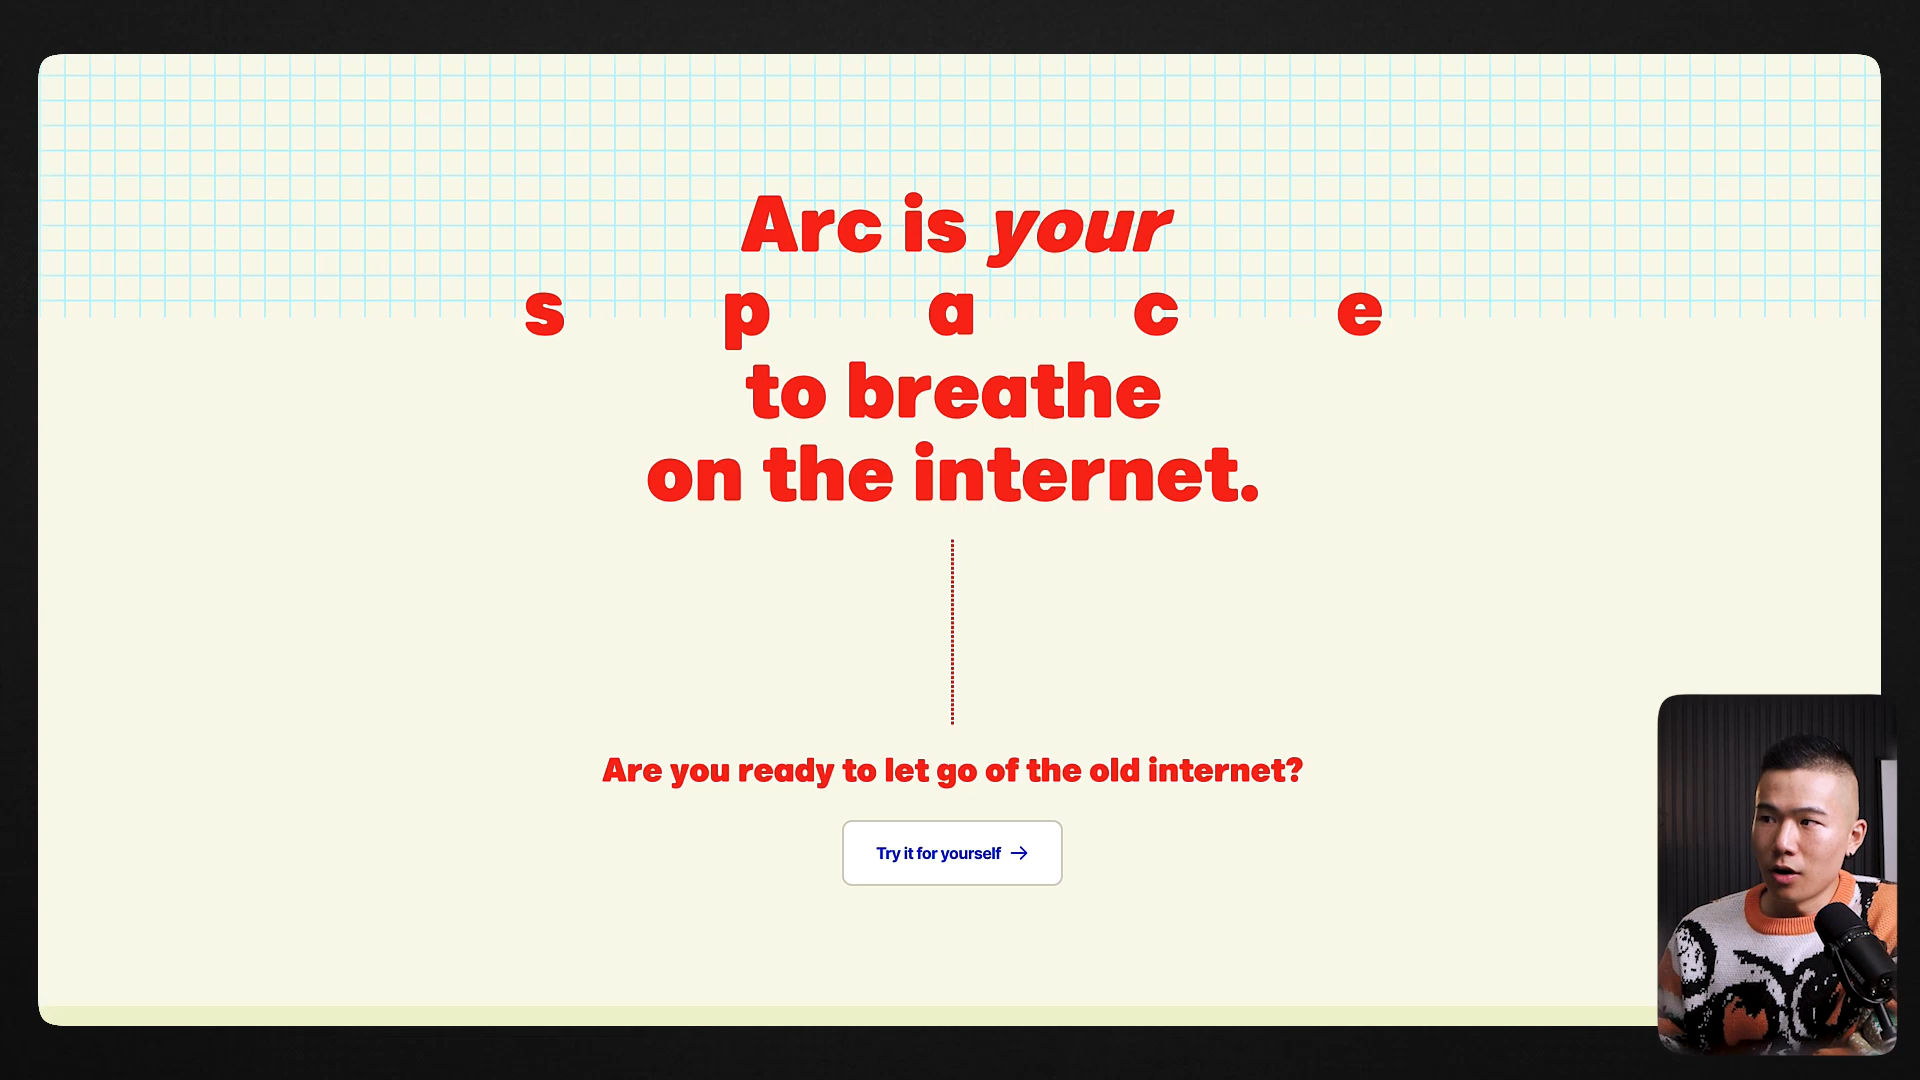 Arc is your
s p a c e
to breathe
on the internet.
Are you ready to let go of the old internet?
Try it for yourself →